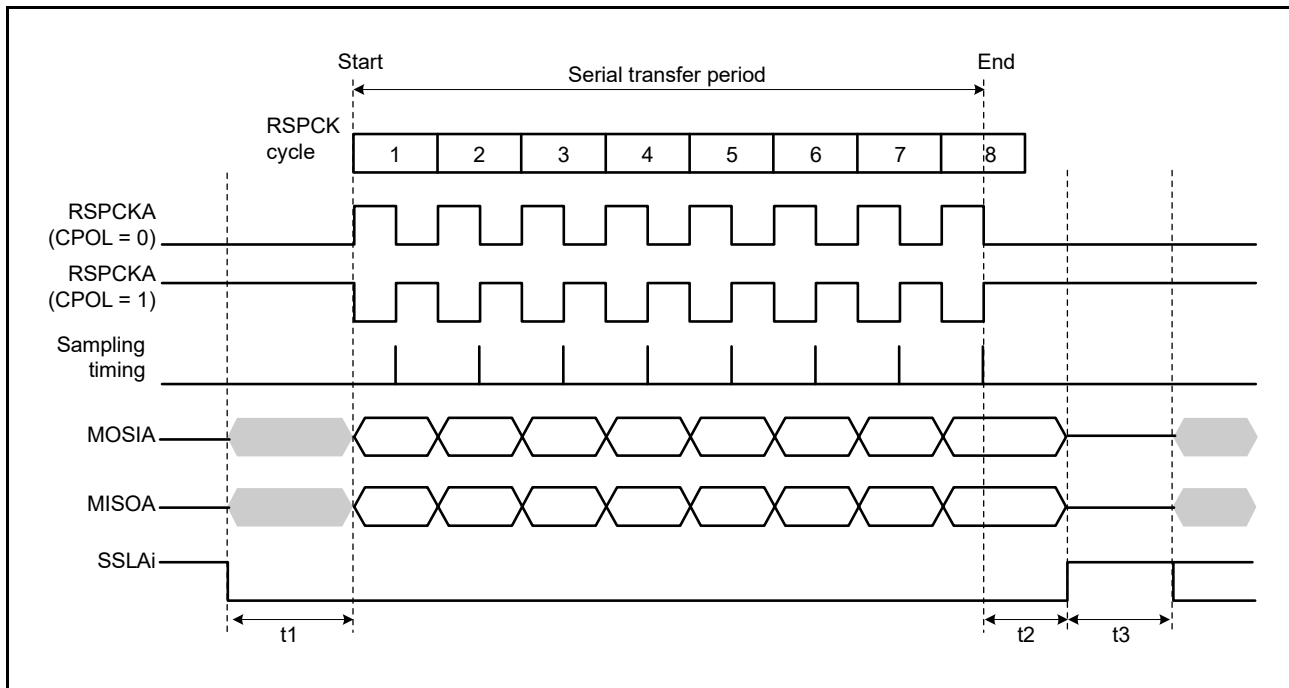 Start
End
Serial transfer period
RSPCK
cycle
1 2 3 4 5 6 7 8
RSPCKA
(CPOL = 0)
RSPCKA
(CPOL = 1)
Sampling
timing
MOSIA
MISOA
SSLAi
t1
t2
t3